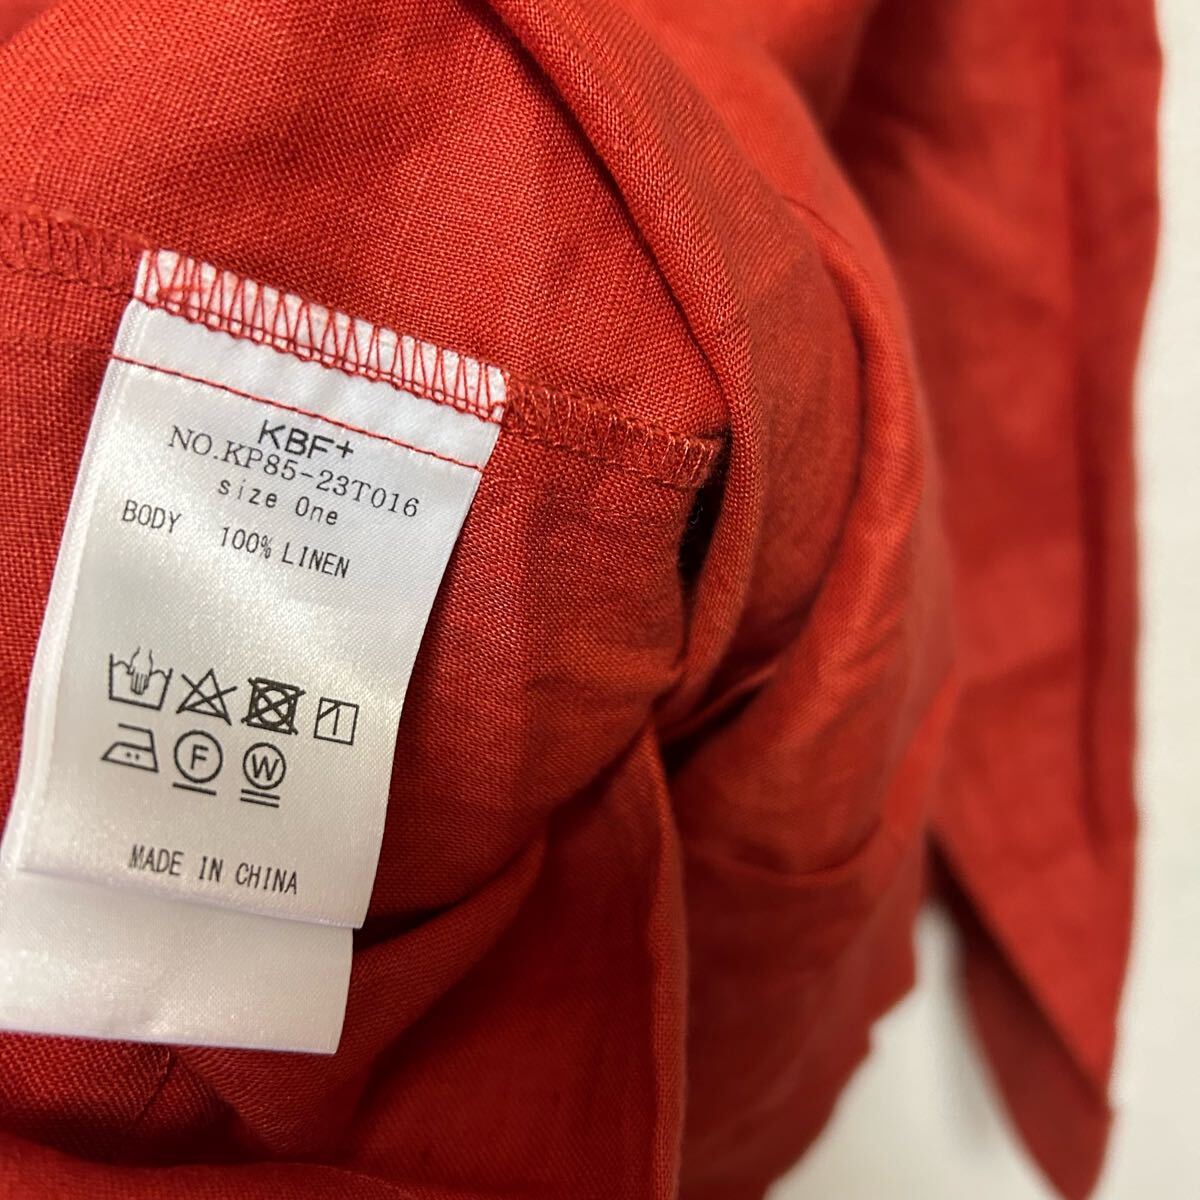 KBF+
NO.KP85-23T016
size One
BODY 100% LINEN
F W
MADE IN CHINA